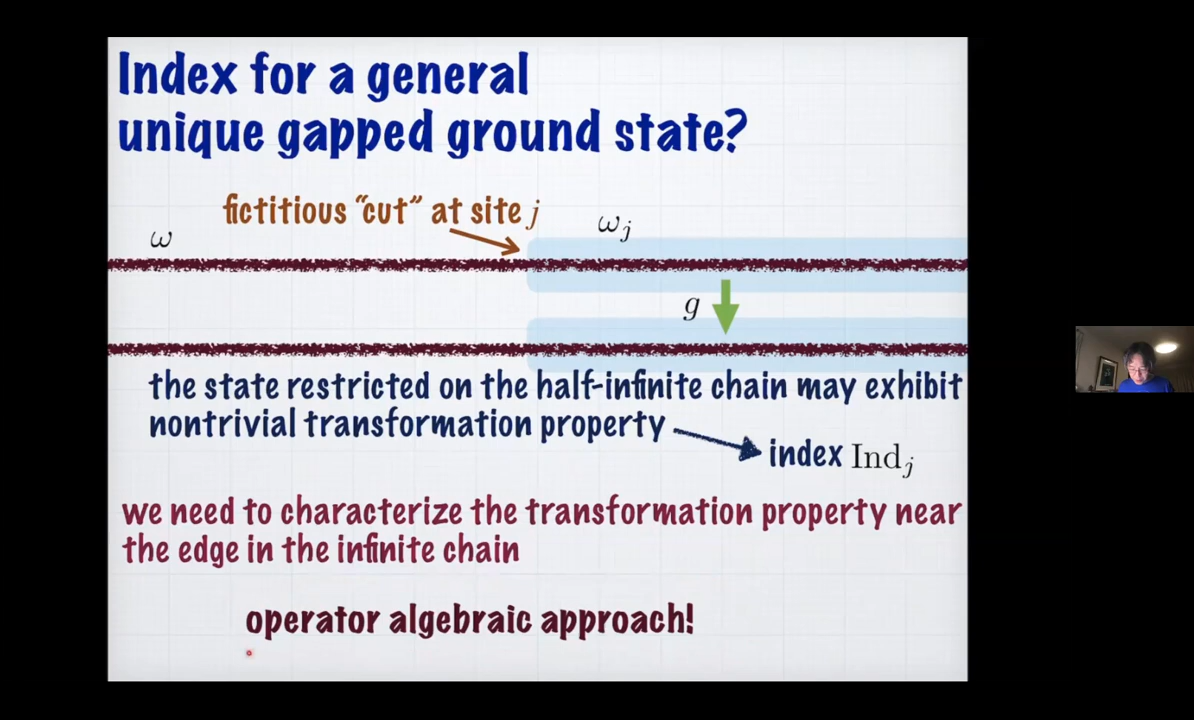 Index for a general
unique gapped ground state?
fictitious “cut” at site j
ω
ωj
g
the state restricted on the half-infinite chain may exhibit
nontrivial transformation property
index Indj
we need to characterize the transformation property near
the edge in the infinite chain
operator algebraic approach!